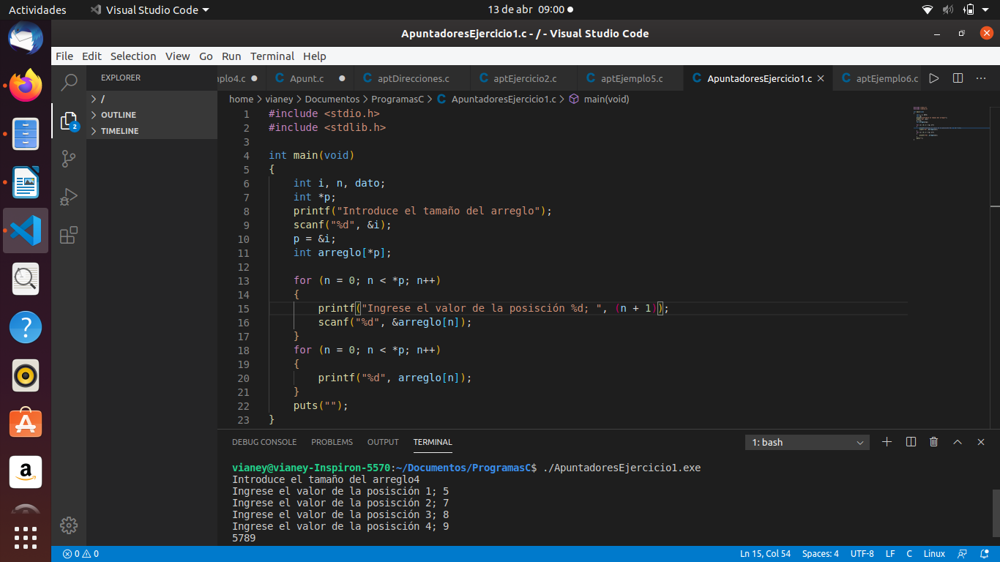 Actividades
Visual Studio Code
13 de abr 09:00
ApuntadoresEjercicio1.c - / - Visual Studio Code
File Edit Selection View Go Run Terminal Help
EXPLORER
/
OUTLINE
TIMELINE
2
nplo4.c
Apunt.c
aptDirecciones.c
aptEjercicio2.c
aptEjemplo5.c
ApuntadoresEjercicio1.c
aptEjemplo6.c
home > vianey > Documentos > ProgramasC > ApuntadoresEjercicio1.c > main(void)
1 #include <stdio.h>
2 #include <stdlib.h>
3
4 int main(void)
5 {
6 int i, n, dato;
7 int *p;
8 printf("Introduce el tamaño del arreglo");
9 scanf("%d", &i);
10 p = &i;
11 int arreglo[*p];
12
13 for (n = 0; n < *p; n++)
14 {
15 printf("Ingrese el valor de la posisción %d; ", (n + 1));
16 scanf("%d", &arreglo[n]);
17 }
18 for (n = 0; n < *p; n++)
19 {
20 printf("%d", arreglo[n]);
21 }
22 puts("");
23 }
DEBUG CONSOLE PROBLEMS OUTPUT TERMINAL
1: bash
vianey@vianey-Inspiron-5570:~/Documentos/ProgramasC$ ./ApuntadoresEjercicio1.exe
Introduce el tamaño del arreglo4
Ingrese el valor de la posisción 1; 5
Ingrese el valor de la posisción 2; 7
Ingrese el valor de la posisción 3; 8
Ingrese el valor de la posisción 4; 9
5789
0 0
Ln 15, Col 54 Spaces: 4 UTF-8 LF C Linux